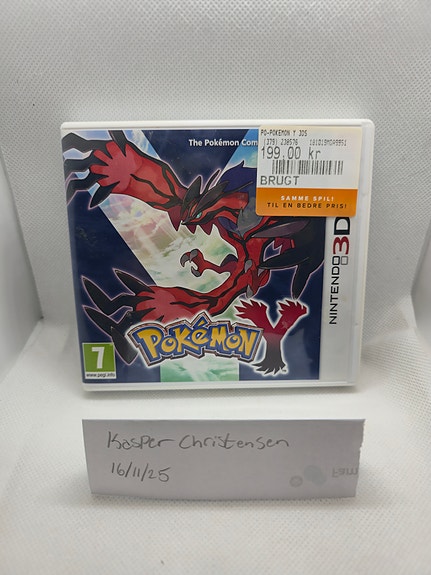 The Pokémon Com
PO-POKEMON Y 3DS
199.00 kr
BRUGT
SAMME SPIL!
TIL EN BEDRE PRIS!
NINTENDO 3D
POKéMON Y
7
www.pegi.info
Kasper Christensen
16/11/25